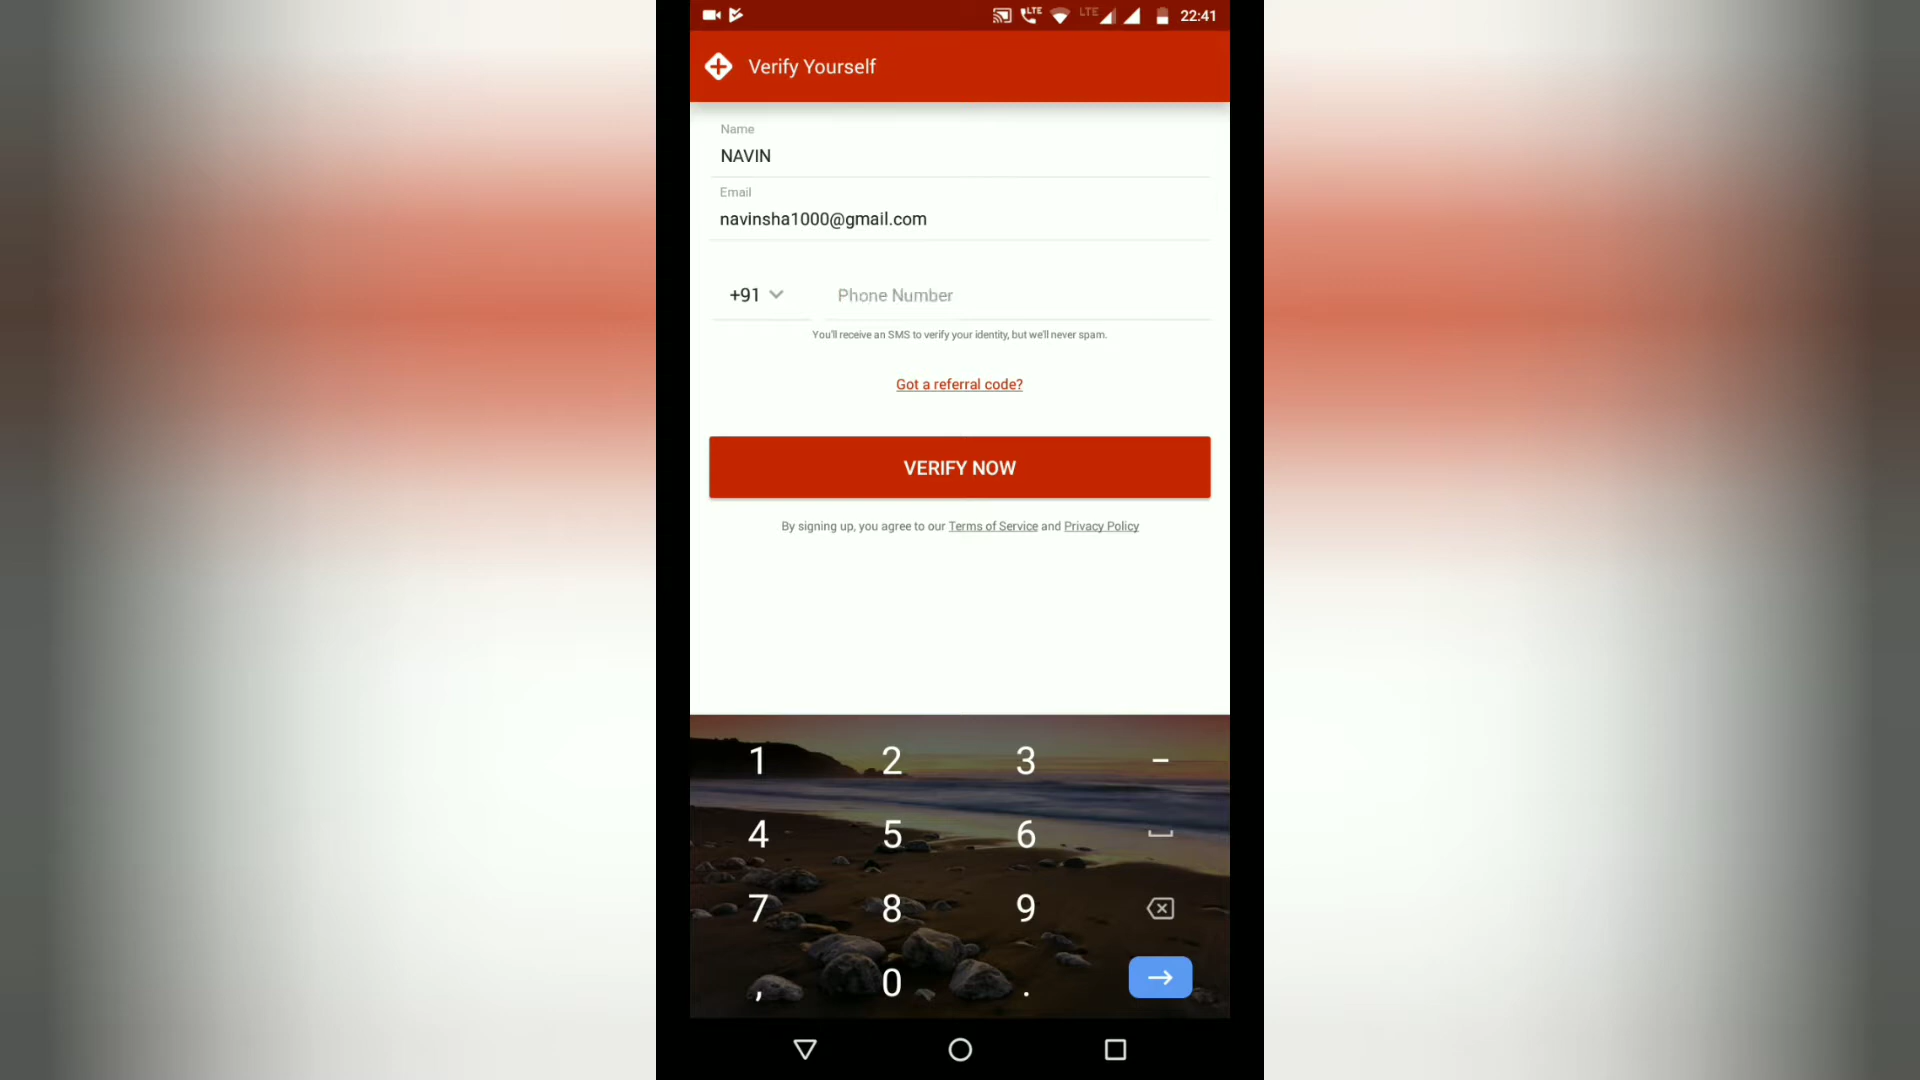 LTE LTE 22:41
Verify Yourself
Name
NAVIN
Email
navinsha1000@gmail.com
+91 Phone Number
You'll receive an SMS to verify your identity, but we'll never spam.
Got a referral code?
VERIFY NOW
By signing up, you agree to our Terms of Service and Privacy Policy
1 2 3 -
4 5 6
7 8 9
, 0 .